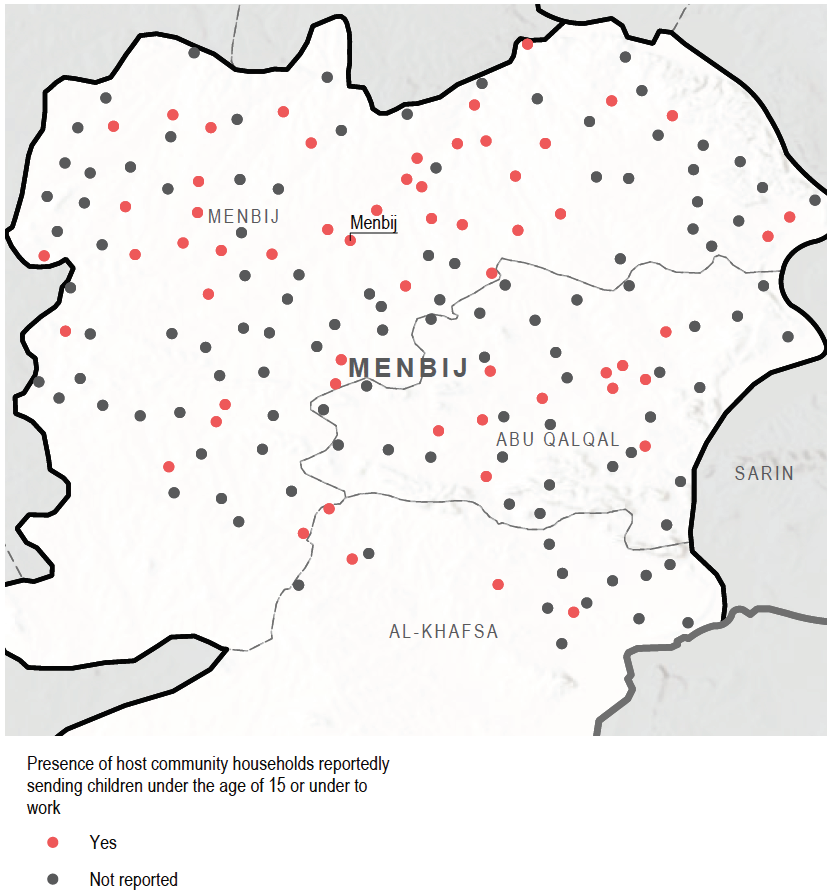 MENBIJ
Menbij
MENBIJ
ABU QALQAL
SARIN
AL-KHAFSA
Presence of host community households reportedly
sending children under the age of 15 or under to
work
Yes
Not reported